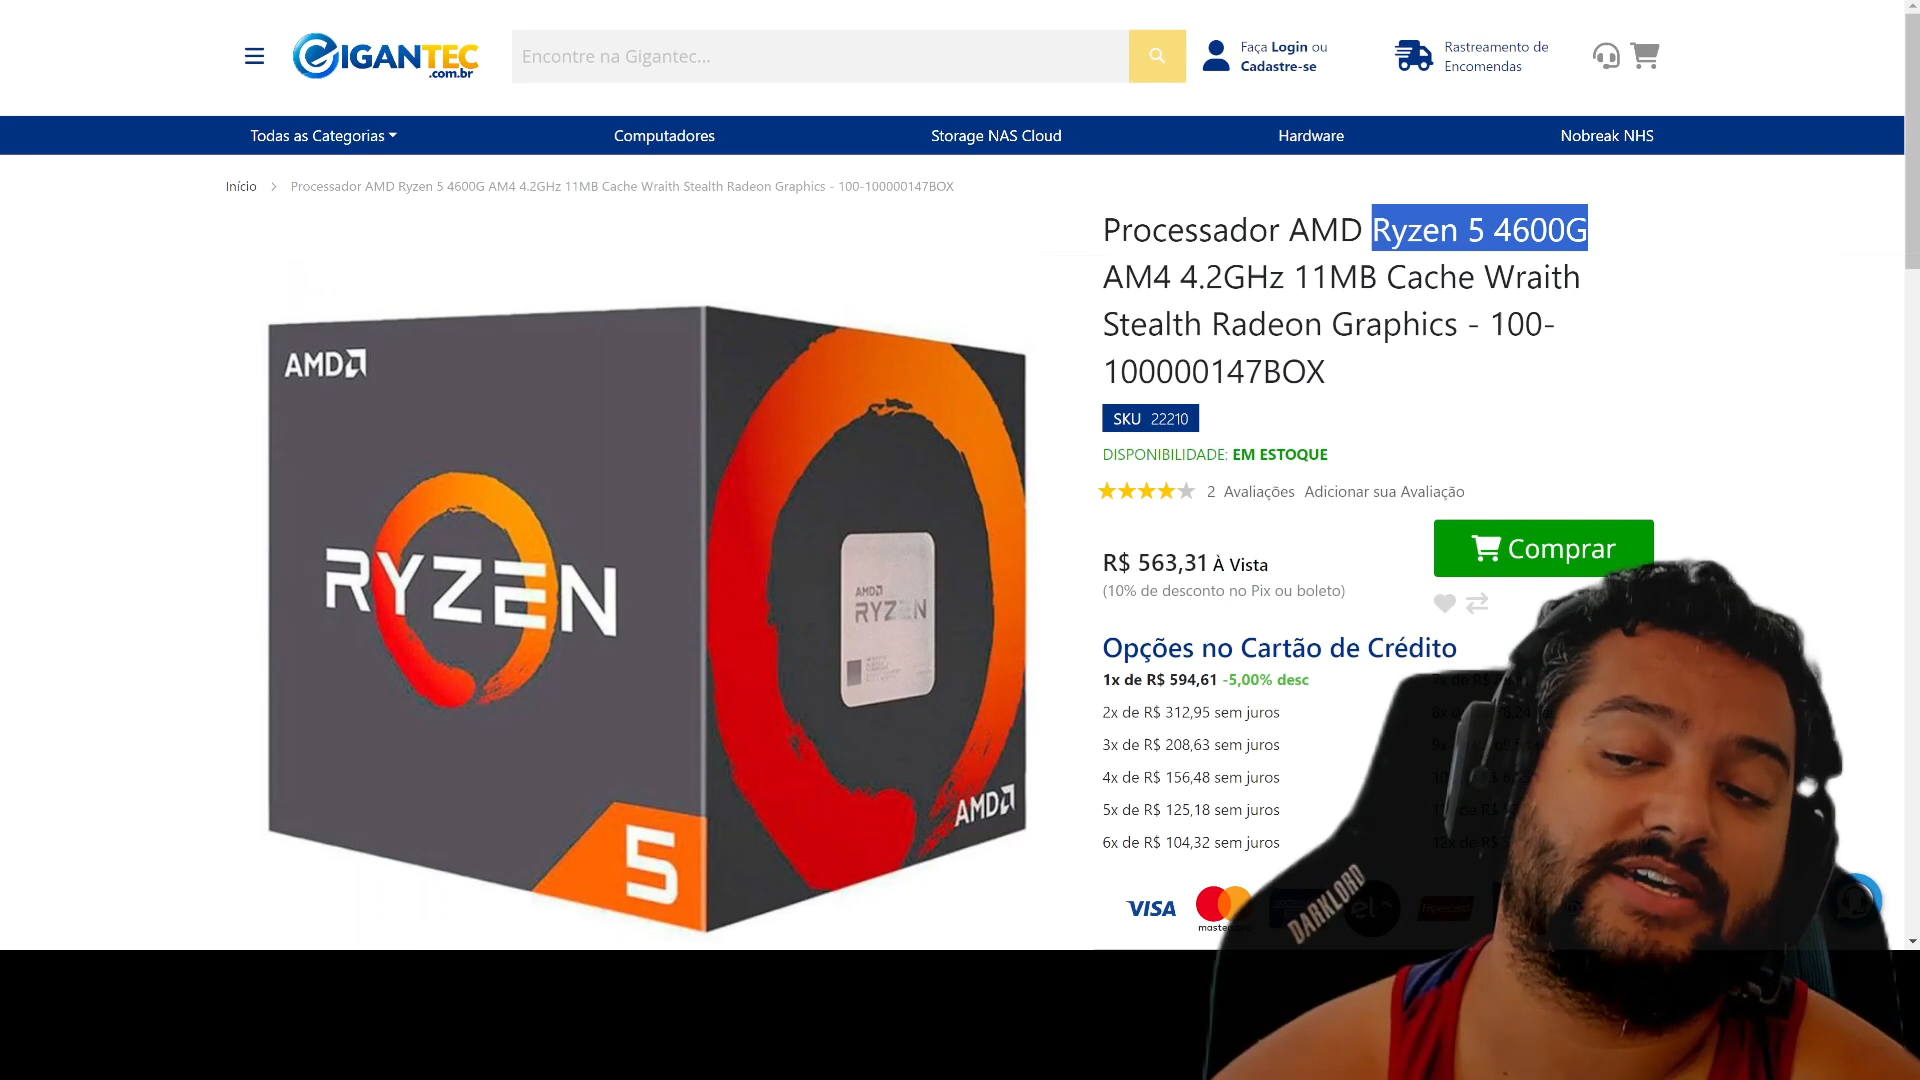 GIGANTEC
.com.br
Encontre na Gigantec...
Faça Login ou
Cadastre-se
Rastreamento de
Encomendas
Todas as Categorias
Computadores
Storage NAS Cloud
Hardware
Nobreak NHS
Início > Processador AMD Ryzen 5 4600G AM4 4.2GHz 11MB Cache Wraith Stealth Radeon Graphics - 100-100000147BOX
Processador AMD Ryzen 5 4600G
AM4 4.2GHz 11MB Cache Wraith
Stealth Radeon Graphics - 100-
100000147BOX
SKU 22210
DISPONIBILIDADE: EM ESTOQUE
2 Avaliações Adicionar sua Avaliação
R$ 563,31 À Vista
(10% de desconto no Pix ou boleto)
Comprar
Opções no Cartão de Crédito
1x de R$ 594,61 -5,00% desc
2x de R$ 312,95 sem juros
3x de R$ 208,63 sem juros
4x de R$ 156,48 sem juros
5x de R$ 125,18 sem juros
6x de R$ 104,32 sem juros
VISA
AMD
RYZEN
5
AMD
RYZEN
AMD
DARKLORD